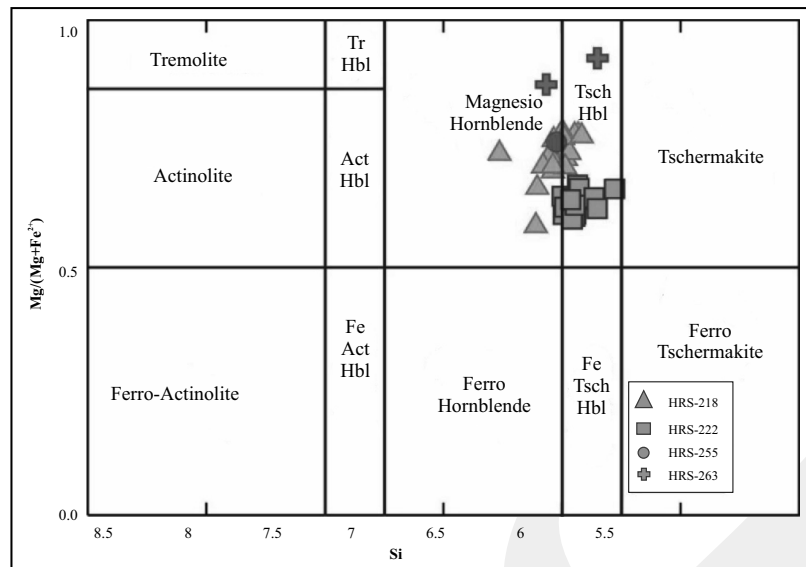 1.0
Tremolite
Tr
Hbl
Magnesio
Hornblende
Tsch
Hbl
Actinolite
Act
Hbl
Tschermakite
Mg/(Mg+Fe²⁺)
0.5
Ferro-Actinolite
Fe
Act
Hbl
Ferro
Hornblende
Fe
Tsch
Hbl
Ferro
Tschermakite
HRS-218
HRS-222
HRS-255
HRS-263
0.0
8.5 8 7.5 7 6.5 6 5.5
Si